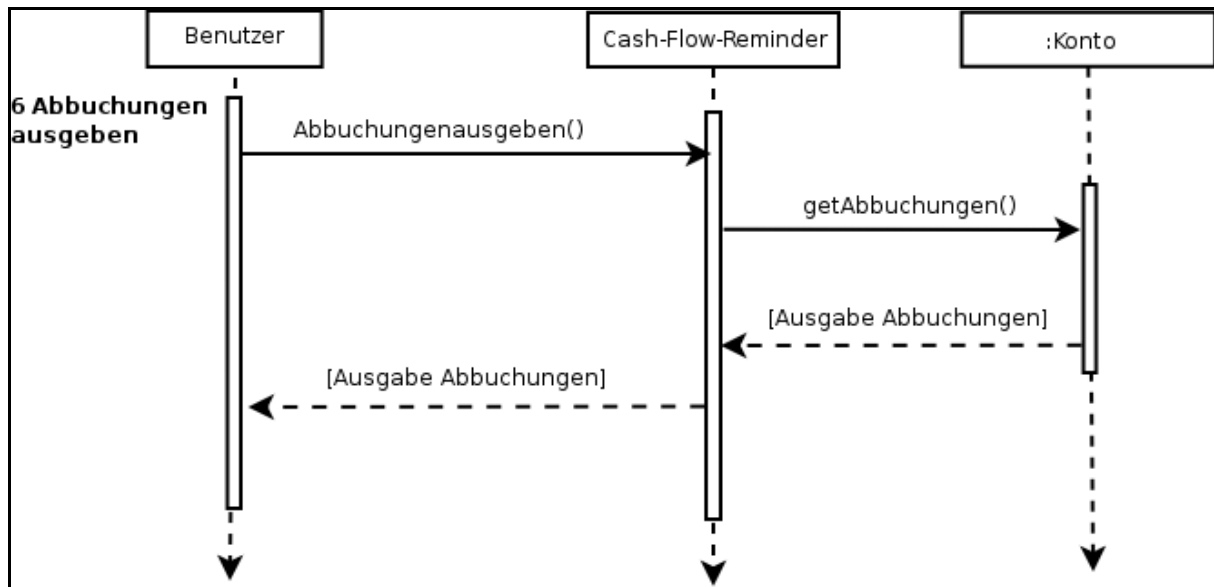 Benutzer
Cash-Flow-Reminder
:Konto
6 Abbuchungen
ausgeben
Abbuchungenausgeben()
getAbbuchungen()
[Ausgabe Abbuchungen]
[Ausgabe Abbuchungen]